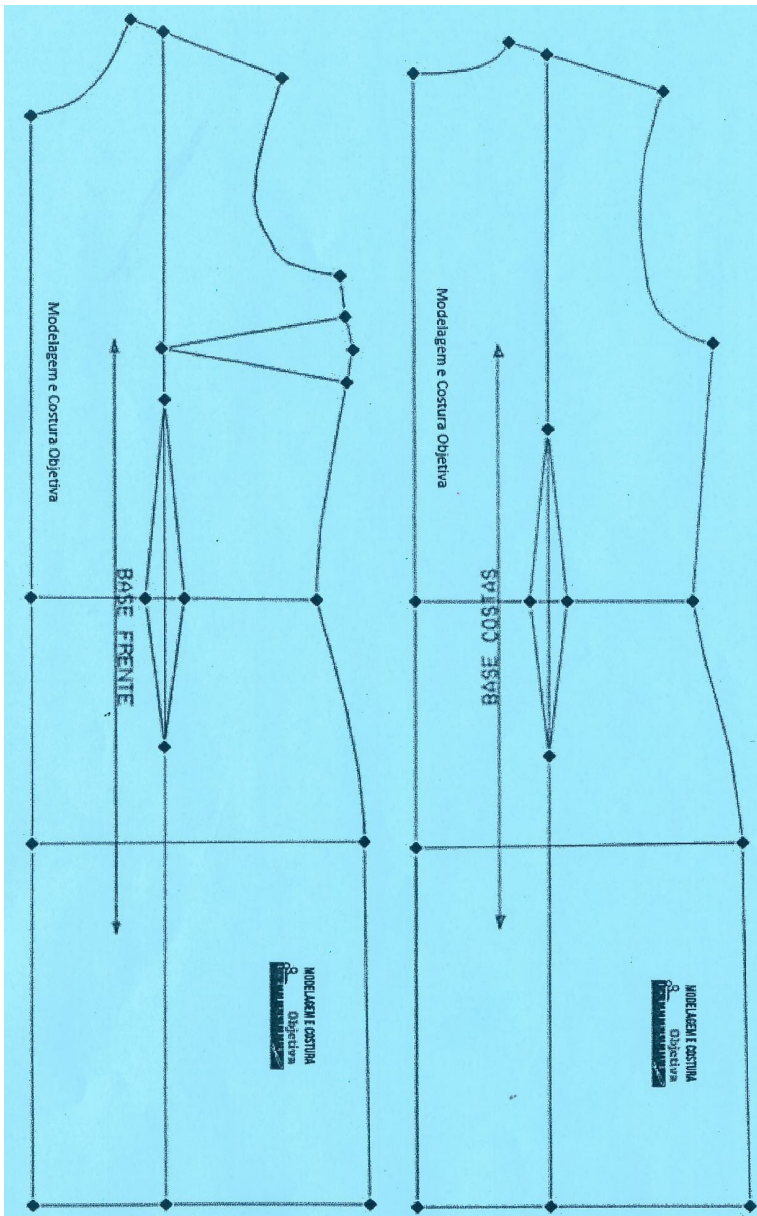 Modelagem e Costura Objetiva
BASE FRENTE
MODELAGEM E COSTURA
Objetiva
Modelagem e Costura Objetiva
BASE COSTAS
MODELAGEM E COSTURA
Objetiva